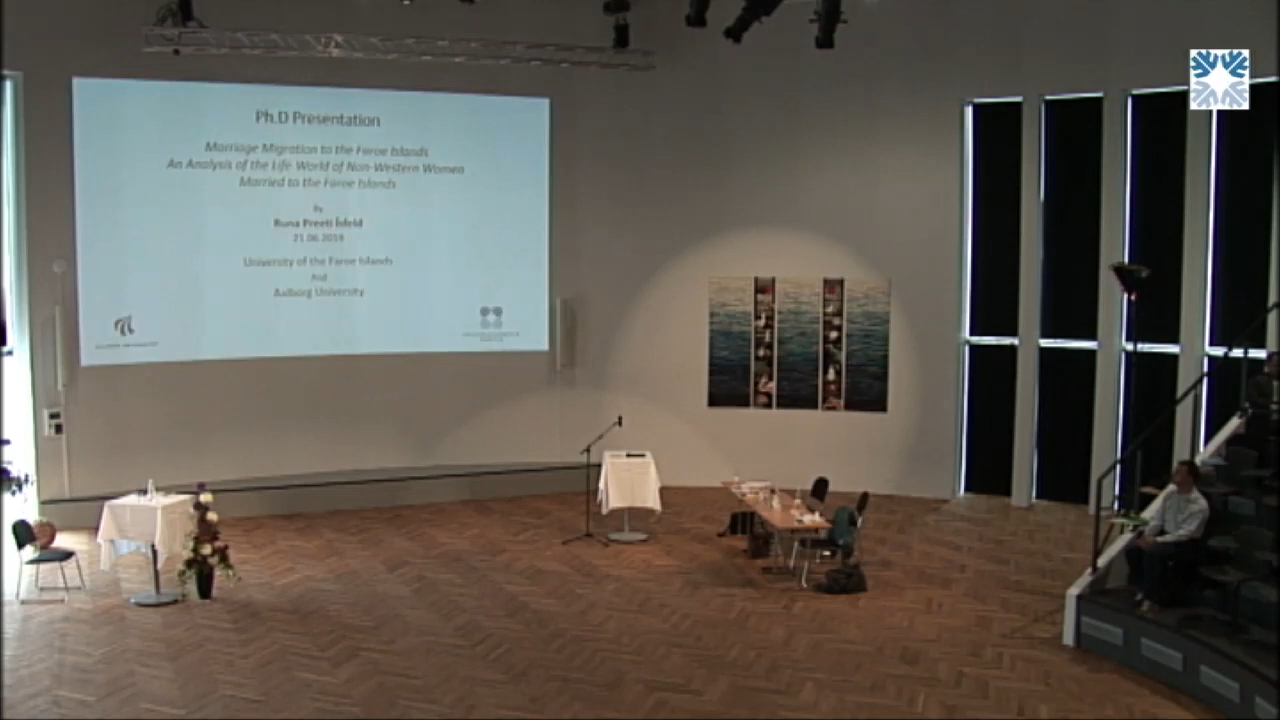 Ph.D Presentation
Marriage Migration to the Faroe Islands
An Analysis of the Life World of Non-Western Women
Married to the Faroe Islands
By
Runa Preeti Ísfeld
21.06.2019
University of the Faroe Islands
And
Aalborg University